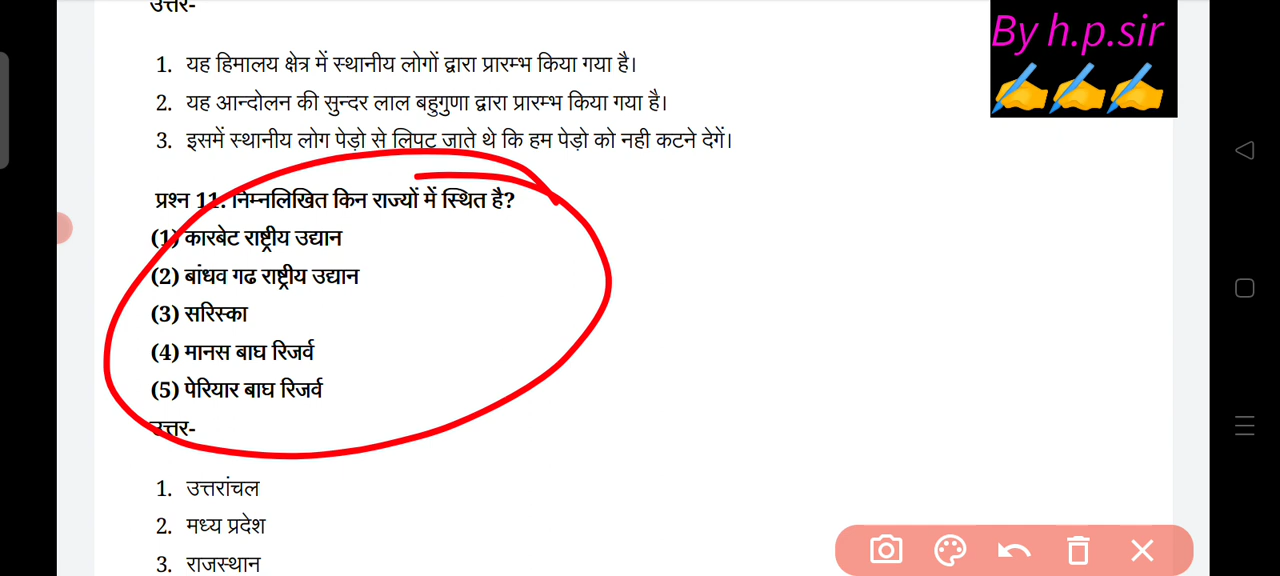 उत्तर-
By h.p.sir
1. यह हिमालय क्षेत्र में स्थानीय लोगों द्वारा प्रारम्भ किया गया है।
2. यह आन्दोलन की सुन्दर लाल बहुगुणा द्वारा प्रारम्भ किया गया है।
3. इसमें स्थानीय लोग पेड़ो से लिपट जाते थे कि हम पेड़ो को नही कटने देगें।
प्रश्न 11. निम्नलिखित किन राज्यों में स्थित है?
(1) कारबेट राष्ट्रीय उद्यान
(2) बांधव गढ राष्ट्रीय उद्यान
(3) सरिस्का
(4) मानस बाघ रिजर्व
(5) पेरियार बाघ रिजर्व
उत्तर-
1. उत्तरांचल
2. मध्य प्रदेश
3. राजस्थान